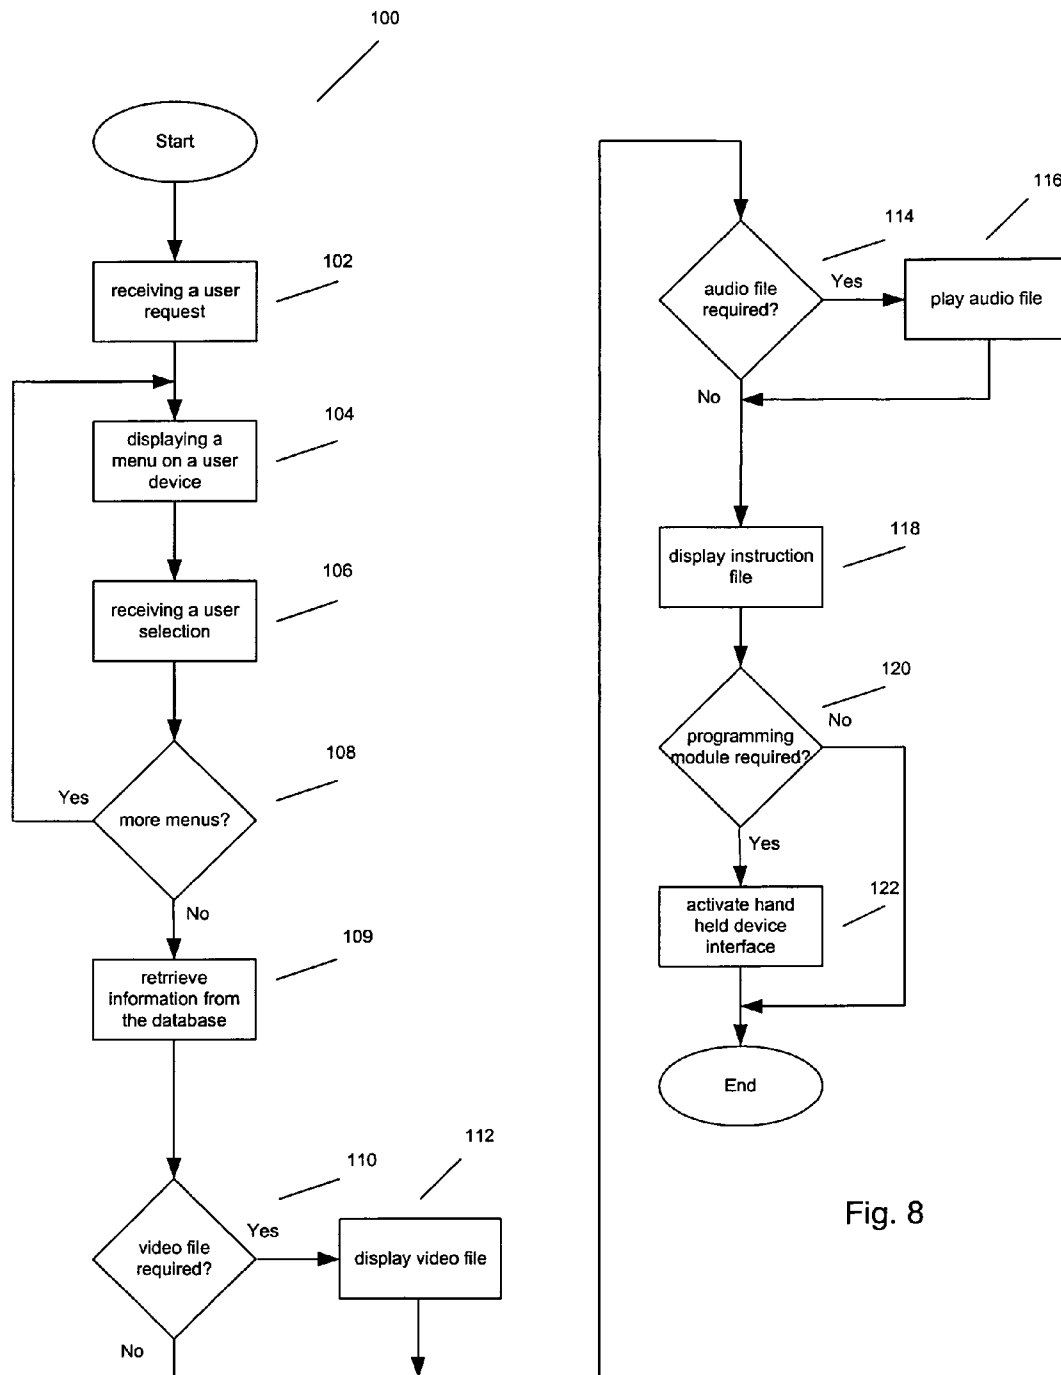 100
Start
102
receiving a user
request
104
displaying a
menu on a user
device
106
receiving a user
selection
108
Yes
more menus?
No
109
retrrieve
information from
the database
110
112
Yes
video file
required?
display video file
No
114
116
audio file
required?
Yes
play audio file
No
118
display instruction
file
120
No
programming
module required?
Yes
122
activate hand
held device
interface
End
Fig. 8